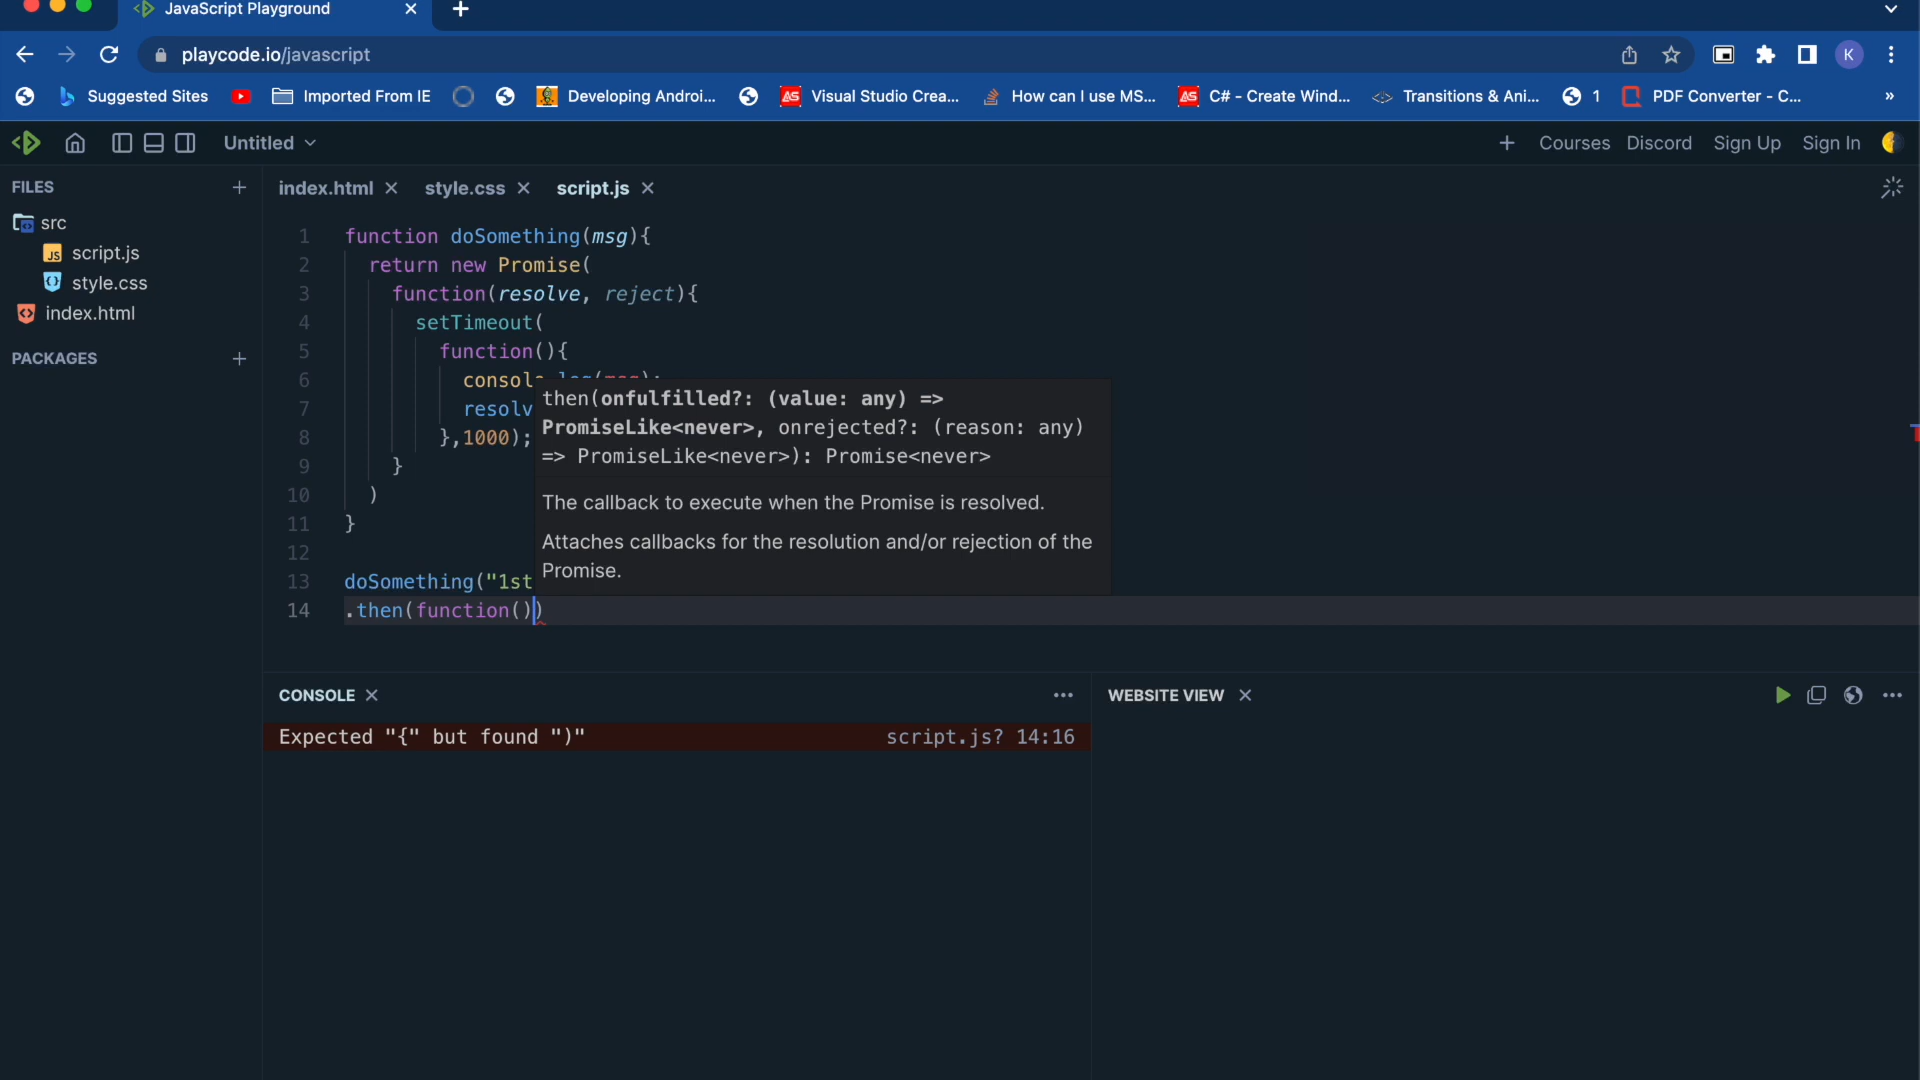 JavaScript Playground
playcode.io/javascript
K
Suggested Sites
Imported From IE
Developing Androi...
Visual Studio Crea...
How can I use MS...
C# - Create Wind...
Transitions & Ani...
1
PDF Converter - C...
»
Untitled
Courses
Discord
Sign Up
Sign In
FILES
src
script.js
style.css
index.html
PACKAGES
index.html
style.css
script.js
1 function doSomething(msg){
2 return new Promise(
3 function(resolve, reject){
4 setTimeout(
5 function(){
6 console.log(msg);
7 resolv
8 },1000);
9 }
10 )
11 }
12
13 doSomething("1st
14 .then(function())
then(onfulfilled?: (value: any) =>
PromiseLike<never>, onrejected?: (reason: any)
=> PromiseLike<never>): Promise<never>
The callback to execute when the Promise is resolved.
Attaches callbacks for the resolution and/or rejection of the
Promise.
CONSOLE
Expected "{" but found ")" script.js? 14:16
WEBSITE VIEW